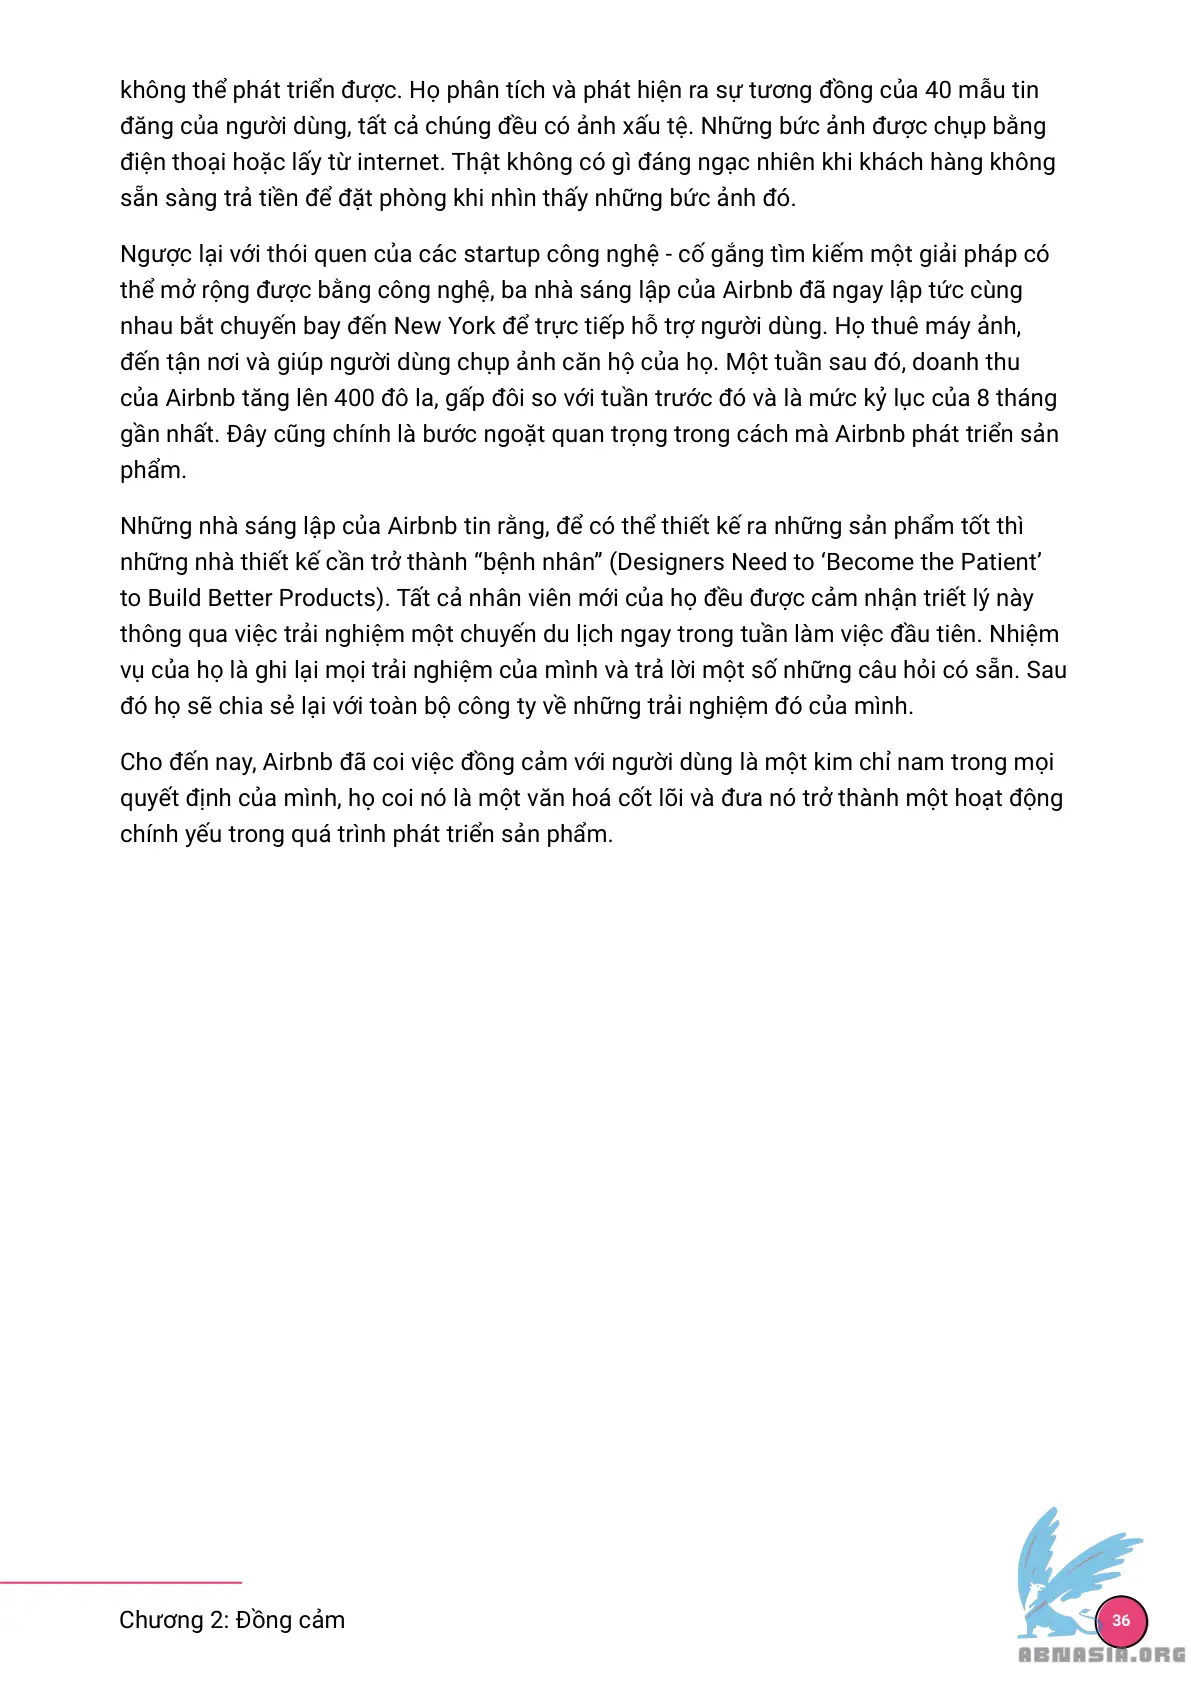 không thể phát triển được. Họ phân tích và phát hiện ra sự tương đồng của 40 mẫu tin
đăng của người dùng, tất cả chúng đều có ảnh xấu tệ. Những bức ảnh được chụp bằng
điện thoại hoặc lấy từ internet. Thật không có gì đáng ngạc nhiên khi khách hàng không
sẵn sàng trả tiền để đặt phòng khi nhìn thấy những bức ảnh đó.
Ngược lại với thói quen của các startup công nghệ - cố gắng tìm kiếm một giải pháp có
thể mở rộng được bằng công nghệ, ba nhà sáng lập của Airbnb đã ngay lập tức cùng
nhau bắt chuyến bay đến New York để trực tiếp hỗ trợ người dùng. Họ thuê máy ảnh,
đến tận nơi và giúp người dùng chụp ảnh căn hộ của họ. Một tuần sau đó, doanh thu
của Airbnb tăng lên 400 đô la, gấp đôi so với tuần trước đó và là mức kỷ lục của 8 tháng
gần nhất. Đây cũng chính là bước ngoặt quan trọng trong cách mà Airbnb phát triển sản
phẩm.
Những nhà sáng lập của Airbnb tin rằng, để có thể thiết kế ra những sản phẩm tốt thì
những nhà thiết kế cần trở thành “bệnh nhân” (Designers Need to ‘Become the Patient’
to Build Better Products). Tất cả nhân viên mới của họ đều được cảm nhận triết lý này
thông qua việc trải nghiệm một chuyến du lịch ngay trong tuần làm việc đầu tiên. Nhiệm
vụ của họ là ghi lại mọi trải nghiệm của mình và trả lời một số những câu hỏi có sẵn. Sau
đó họ sẽ chia sẻ lại với toàn bộ công ty về những trải nghiệm đó của mình.
Cho đến nay, Airbnb đã coi việc đồng cảm với người dùng là một kim chỉ nam trong mọi
quyết định của mình, họ coi nó là một văn hoá cốt lõi và đưa nó trở thành một hoạt động
chính yếu trong quá trình phát triển sản phẩm.
Chương 2: Đồng cảm
36
ABNASIA.ORG